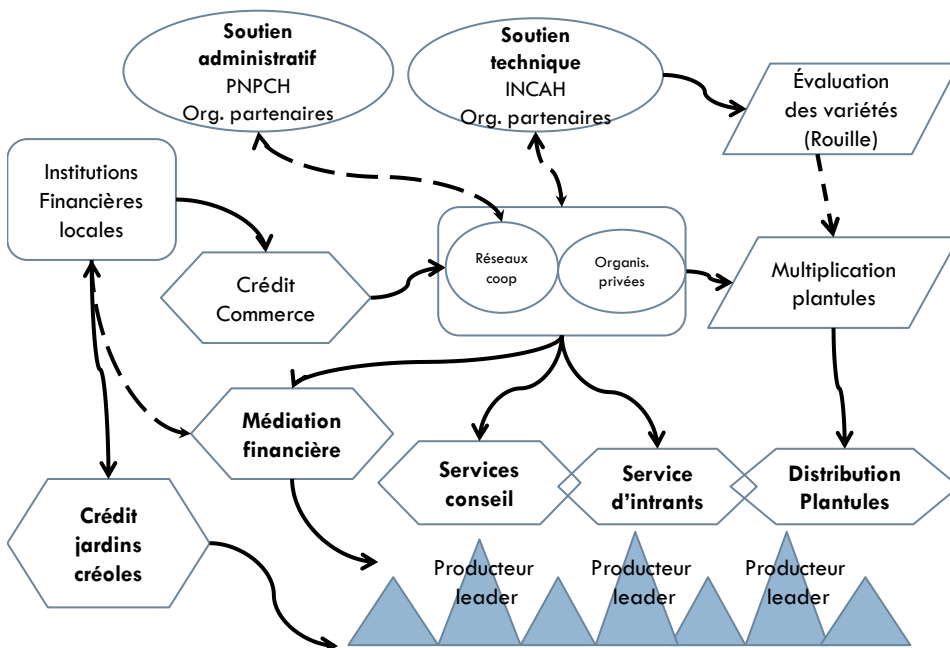 Soutien
administratif
PNPCH
Org. partenaires
Soutien
technique
INCAH
Org. partenaires
Évaluation
des variétés
(Rouille)
Institutions
Financières
locales
Crédit
Commerce
Réseaux
coop
Organis.
privées
Multiplication
plantules
Médiation
financière
Services
conseil
Service
d'intrants
Distribution
Plantules
Crédit
jardins
créoles
Producteur
leader
Producteur
leader
Producteur
leader